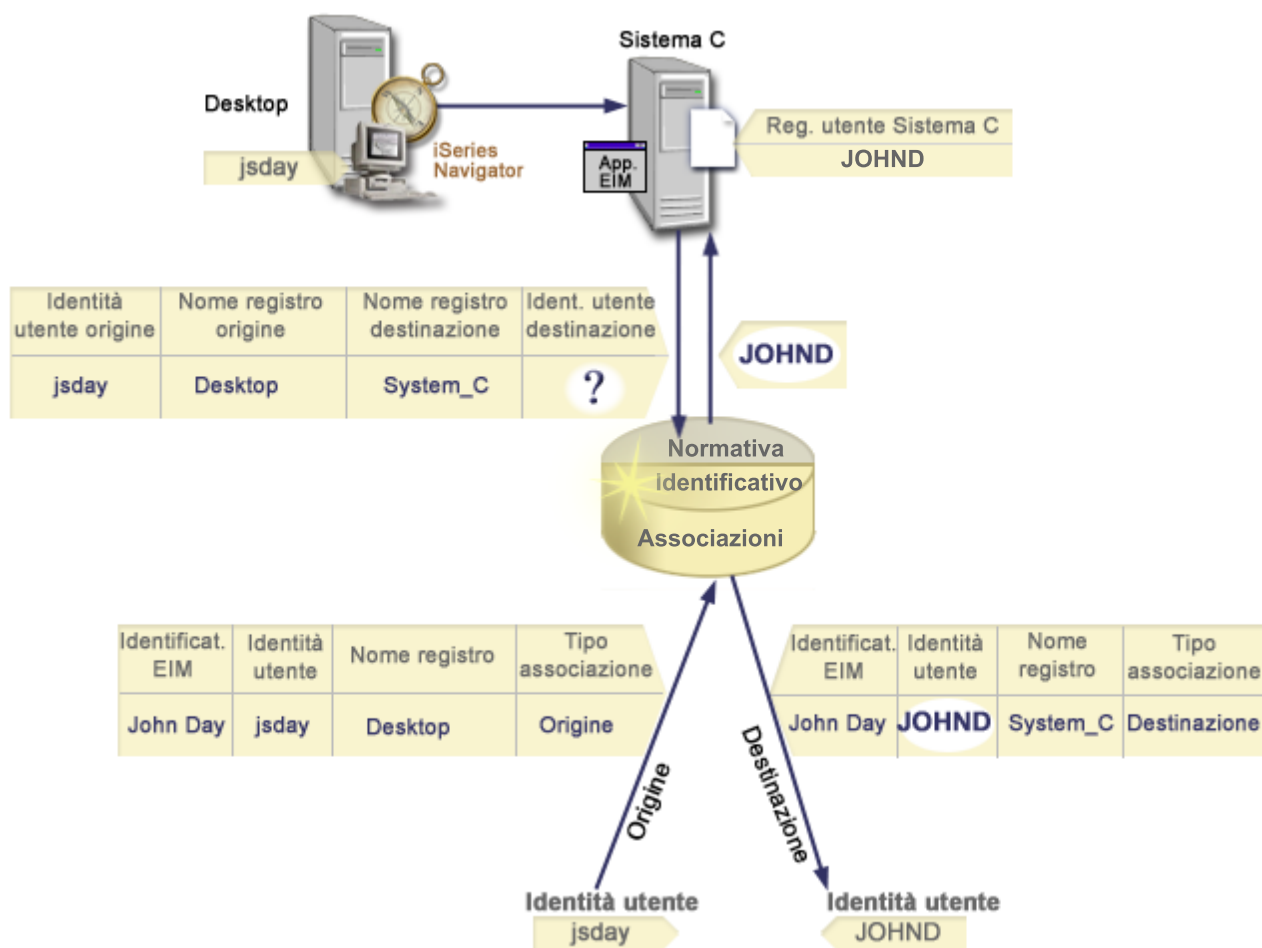 Sistema C
Desktop
jsday
iSeries
Navigator
App.
EIM
Reg. utente Sistema C
JOHND
Identità
utente origine
Nome registro
origine
Nome registro
destinazione
Ident. utente
destinazione
jsday
Desktop
System_C
?
JOHND
Normativa
identificativo
Associazioni
Identificat.
EIM
Identità
utente
Nome registro
Tipo
associazione
John Day
jsday
Desktop
Origine
Identificat.
EIM
Identità
utente
Nome
registro
Tipo
associazione
John Day
JOHND
System_C
Destinazione
Origine
Destinazione
Identità utente
jsday
Identità utente
JOHND